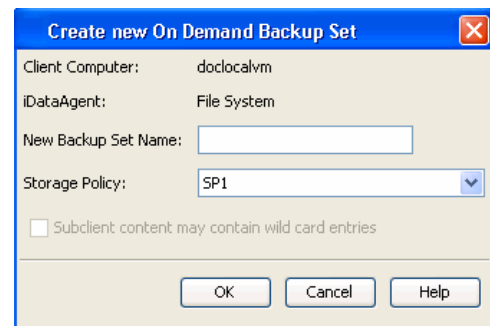 Create new On Demand Backup Set
Client Computer: doclocalvm
iDataAgent: File System
New Backup Set Name:
Storage Policy: SP1
Subclient content may contain wild card entries
OK Cancel Help